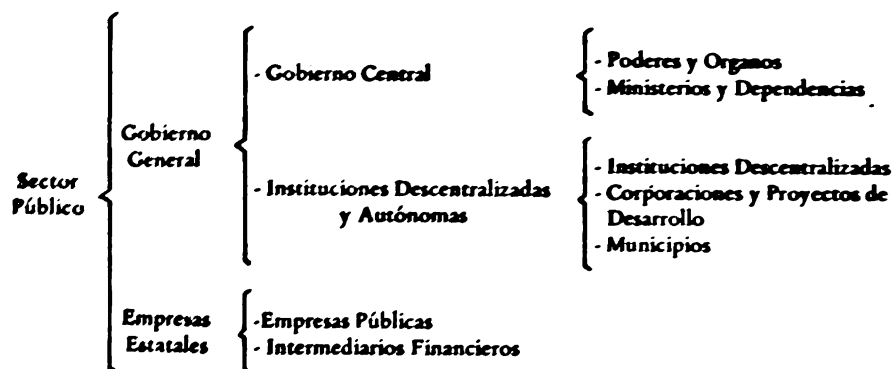 Sector
Público
Gobierno
General
- Gobierno Central
- Poderes y Organos
- Ministerios y Dependencias
- Instituciones Descentralizadas
y Autónomas
- Instituciones Descentralizadas
- Corporaciones y Proyectos de
Desarrollo
- Municipios
Empresas
Estatales
-Empresas Públicas
- Intermediarios Financieros